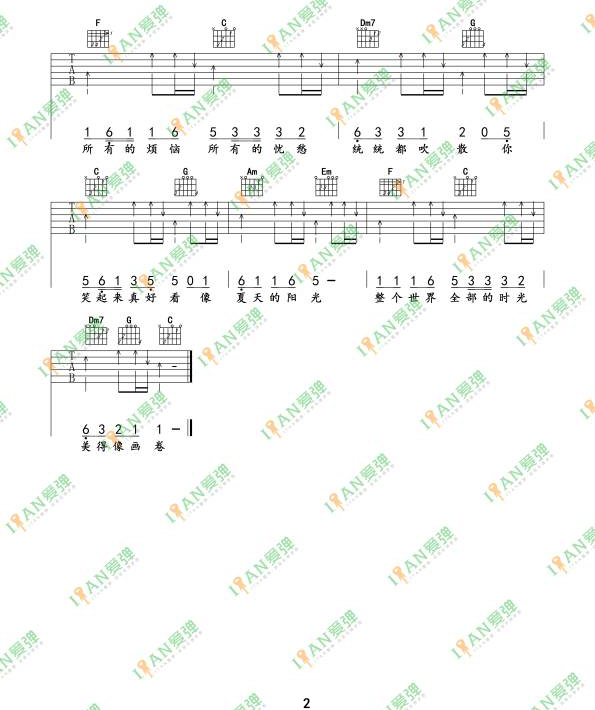 F C Dm7 G
T A B
1 6 1 1 6 5 3 3 3 2 6 3 3 1 2 0 5
所 有 的 烦 恼 所 有 的 忧 愁 统 统 都 吹 散 你
C G Am Em F C
T A B
5 6 1 3 5 5 0 1 6 1 1 6 5 — 1 1 1 6 5 3 3 3 2
笑 起 来 真 好 看 像 夏 天 的 阳 光 整 个 世 界 全 部 的 时 光
Dm7 G C
T A B
6 3 2 1 1 —
美 得 像 画 卷
2